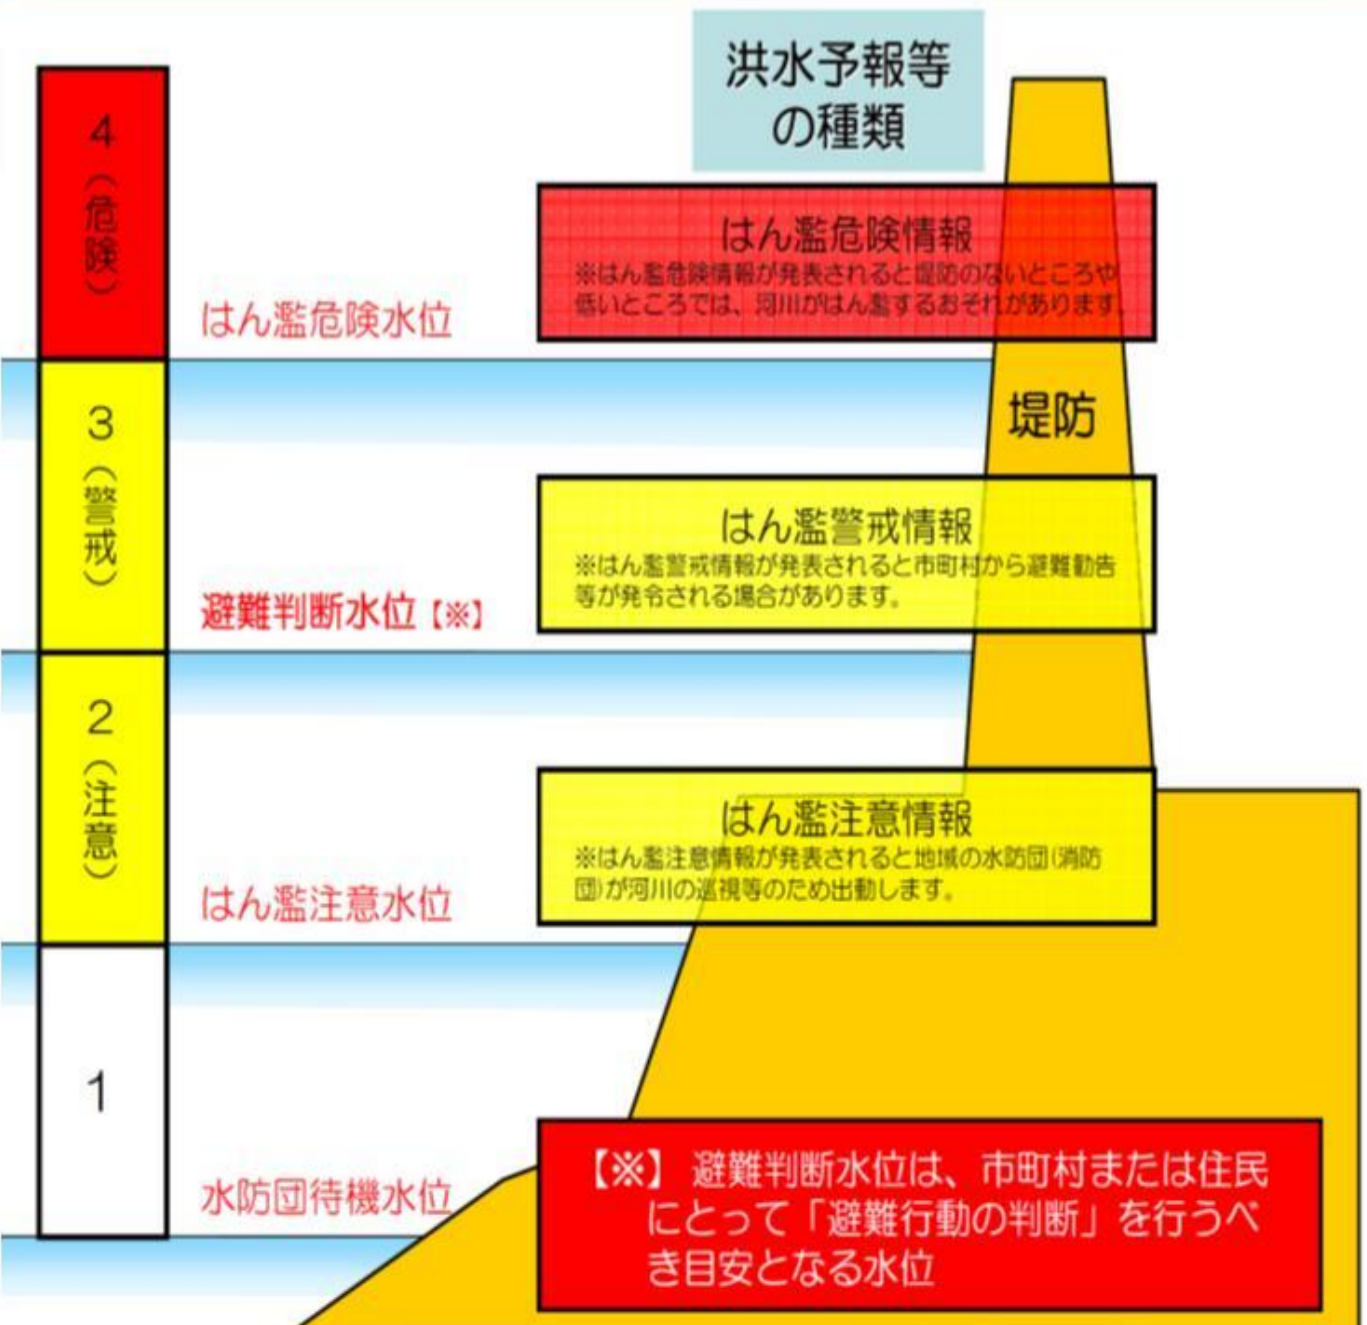 洪水予報等
の種類
4（危険）
はん濫危険情報
※はん濫危険情報が発表されると堤防のないところや
低いところでは、河川がはん濫するおそれがあります。
はん濫危険水位
3（警戒）
堤防
はん濫警戒情報
※はん濫警戒情報が発表されると市町村から避難勧告
等が発令される場合があります。
避難判断水位【※】
2（注意）
はん濫注意情報
※はん濫注意情報が発表されると地域の水防団(消防
団)が河川の巡視等のため出動します。
はん濫注意水位
1
水防団待機水位
【※】 避難判断水位は、市町村または住民
にとって「避難行動の判断」を行うべ
き目安となる水位